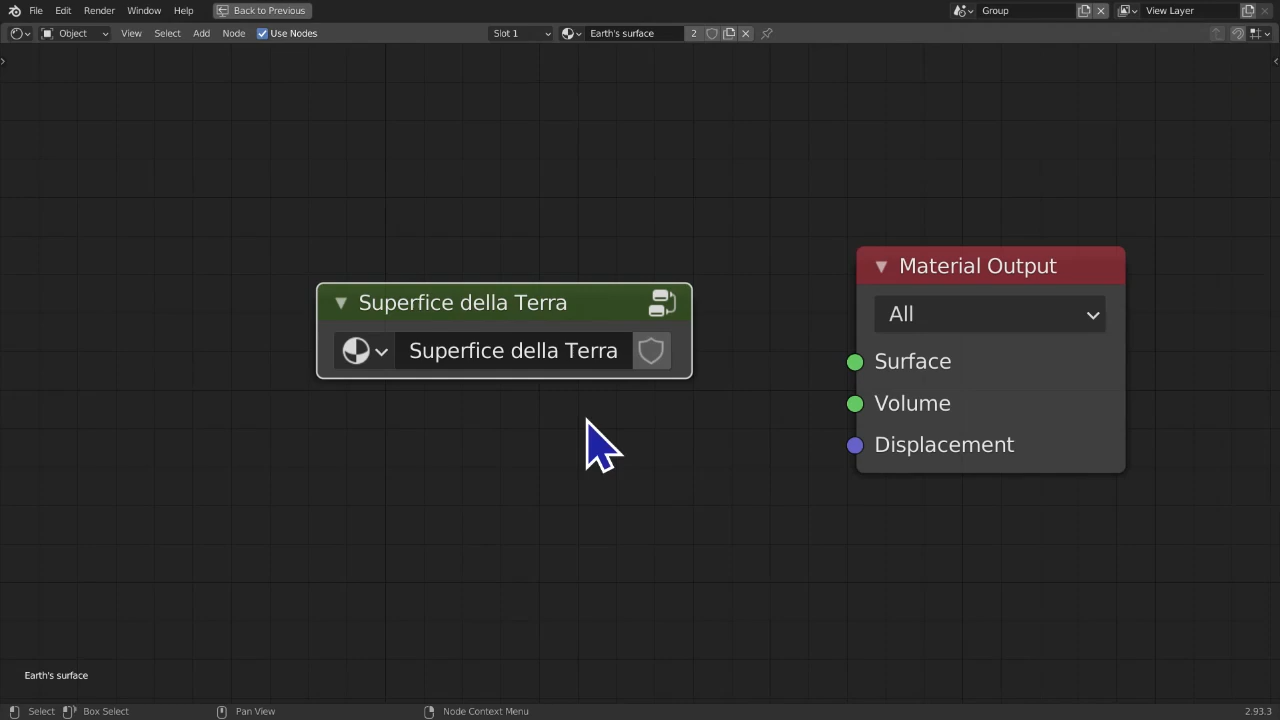 File Edit Render Window Help Back to Previous Group View Layer
Object View Select Add Node Use Nodes Slot 1 Earth's surface 2
Superfice della Terra
Superfice della Terra
Material Output
All
Surface
Volume
Displacement
Earth's surface
Select Box Select Pan View Node Context Menu 2.93.3